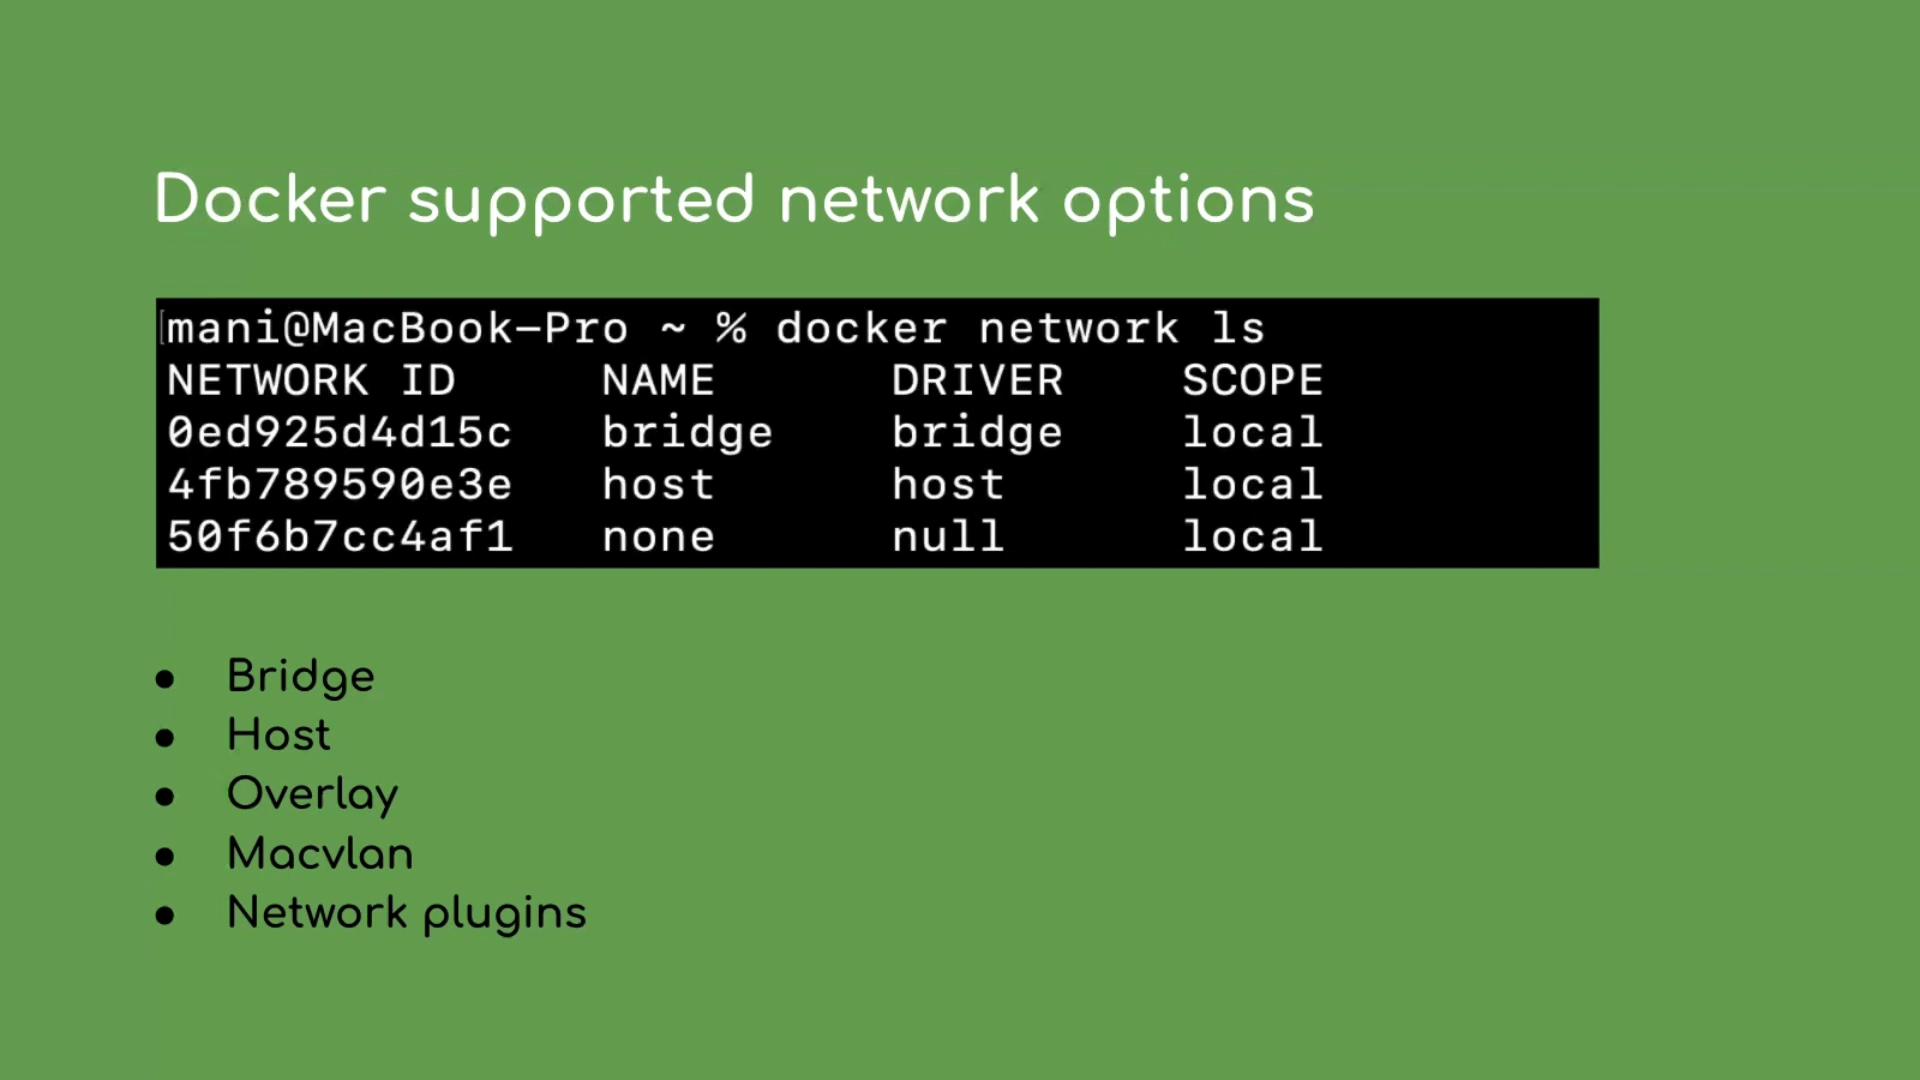 Docker supported network options
mani@MacBook-Pro ~ % docker network ls
NETWORK ID NAME DRIVER SCOPE
0ed925d4d15c bridge bridge local
4fb789590e3e host host local
50f6b7cc4af1 none null local
● Bridge
● Host
● Overlay
● Macvlan
● Network plugins